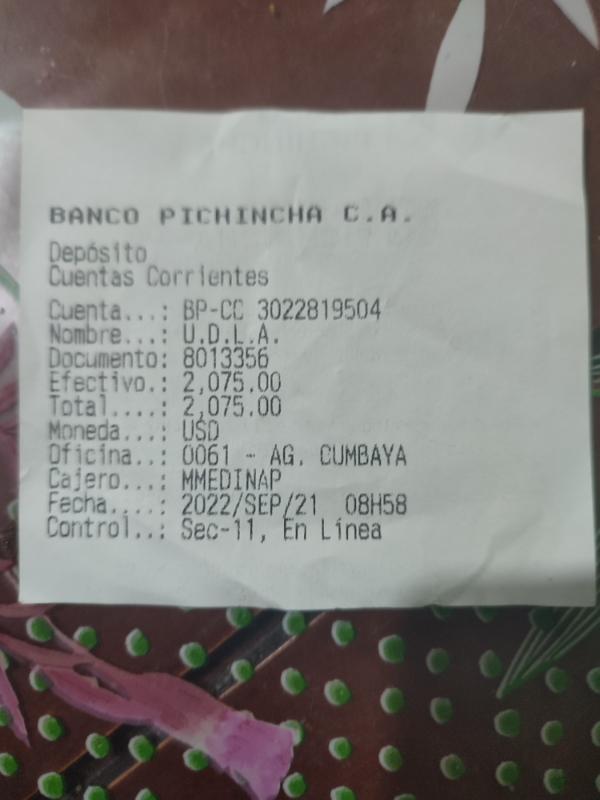 BANCO PICHINCHA C.A.
Depósito
Cuentas Corrientes
Cuenta...: BP-CC 3022819504
Nombre...: U.D.L.A.
Documento: 8013356
Efectivo.: 2,075.00
Total....: 2,075.00
Moneda...: USD
Oficina..: 0061 - AG. CUMBAYA
Cajero...: MMEDINAP
Fecha....: 2022/SEP/21 08H58
Control..: Sec-11, En Línea